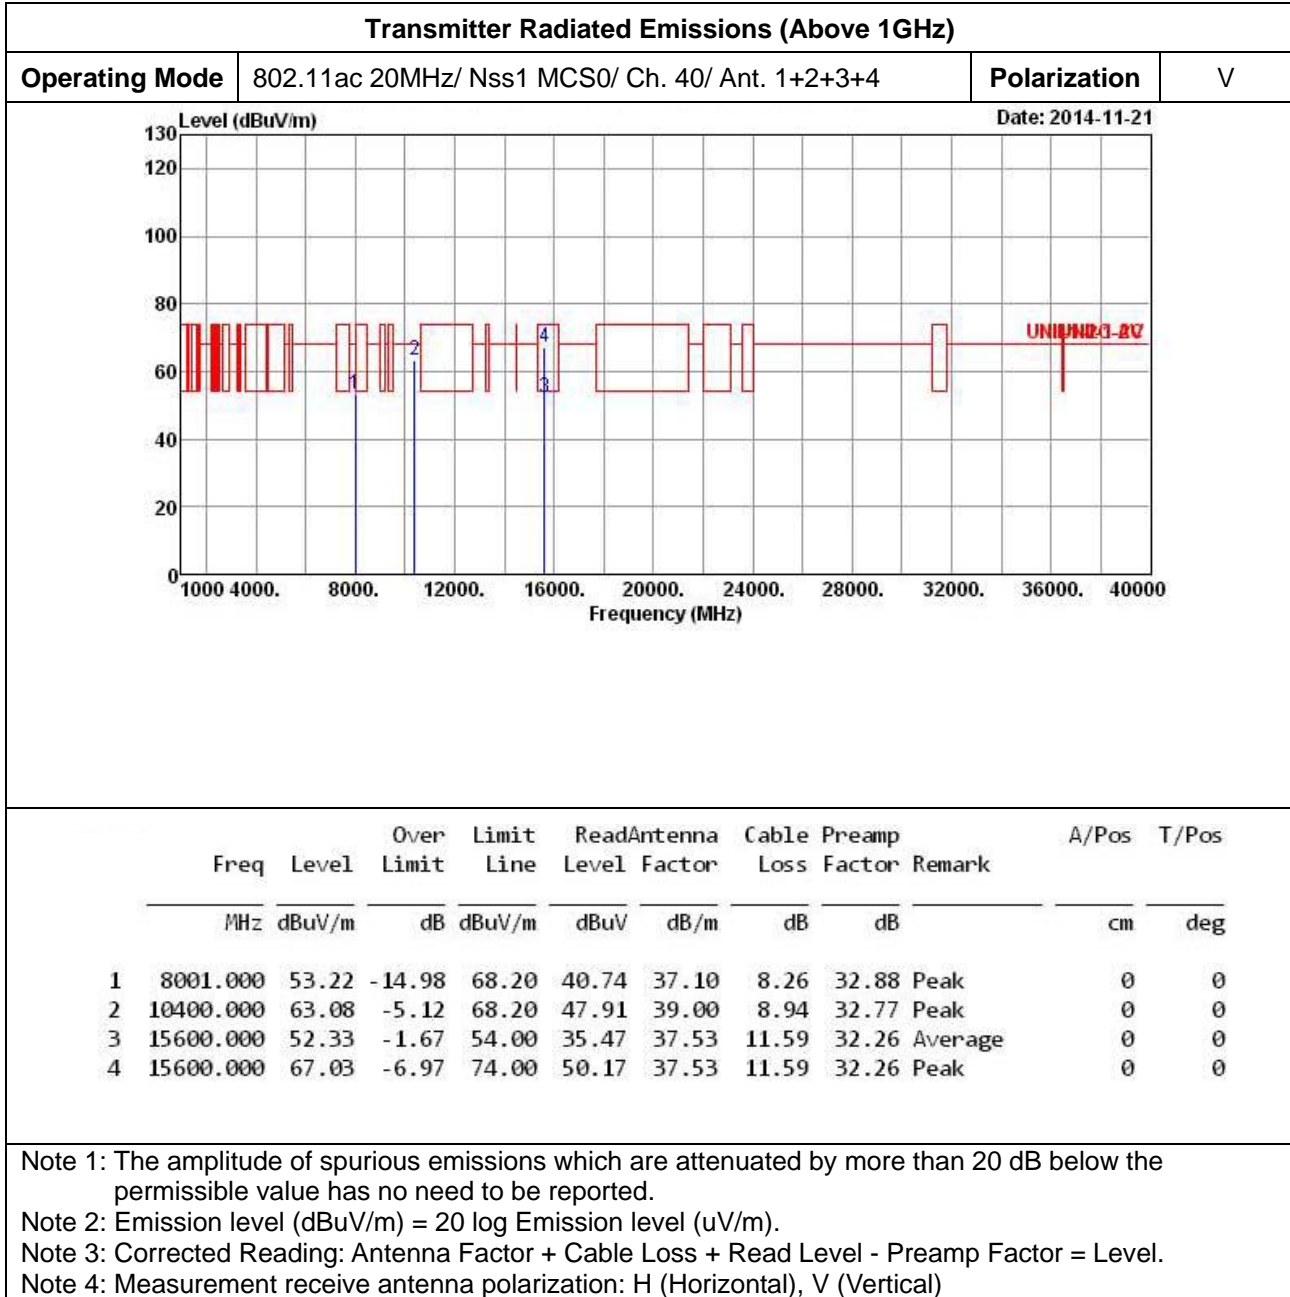 Transmitter Radiated Emissions (Above 1GHz)
Operating Mode 802.11ac 20MHz/ Nss1 MCS0/ Ch. 40/ Ant. 1+2+3+4 Polarization V
Level (dBuV/m) Date: 2014-11-21
130
120
100
80
60
40
20
0
1 2 3 4
1000 4000. 8000. 12000. 16000. 20000. 24000. 28000. 32000. 36000. 40000
Frequency (MHz)
Over Limit ReadAntenna Cable Preamp A/Pos T/Pos
Freq Level Limit Line Level Factor Loss Factor Remark
MHz dBuV/m dB dBuV/m dBuV dB/m dB dB cm deg
1 8001.000 53.22 -14.98 68.20 40.74 37.10 8.26 32.88 Peak 0 0
2 10400.000 63.08 -5.12 68.20 47.91 39.00 8.94 32.77 Peak 0 0
3 15600.000 52.33 -1.67 54.00 35.47 37.53 11.59 32.26 Average 0 0
4 15600.000 67.03 -6.97 74.00 50.17 37.53 11.59 32.26 Peak 0 0
Note 1: The amplitude of spurious emissions which are attenuated by more than 20 dB below the
permissible value has no need to be reported.
Note 2: Emission level (dBuV/m) = 20 log Emission level (uV/m).
Note 3: Corrected Reading: Antenna Factor + Cable Loss + Read Level - Preamp Factor = Level.
Note 4: Measurement receive antenna polarization: H (Horizontal), V (Vertical)